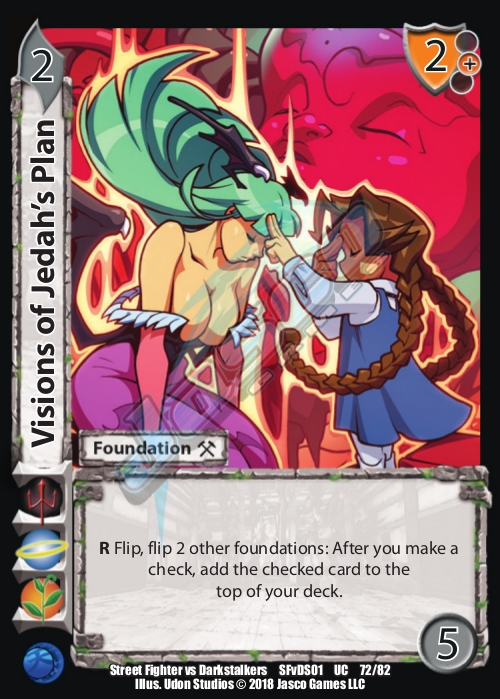 2
2
+
Visions of Jedah's Plan
Foundation
R Flip, flip 2 other foundations: After you make a
check, add the checked card to the
top of your deck.
5
Street Fighter vs Darkstalkers SFvDS01 UC 72/82
Illus. Udon Studios © 2018 Jasco Games LLC